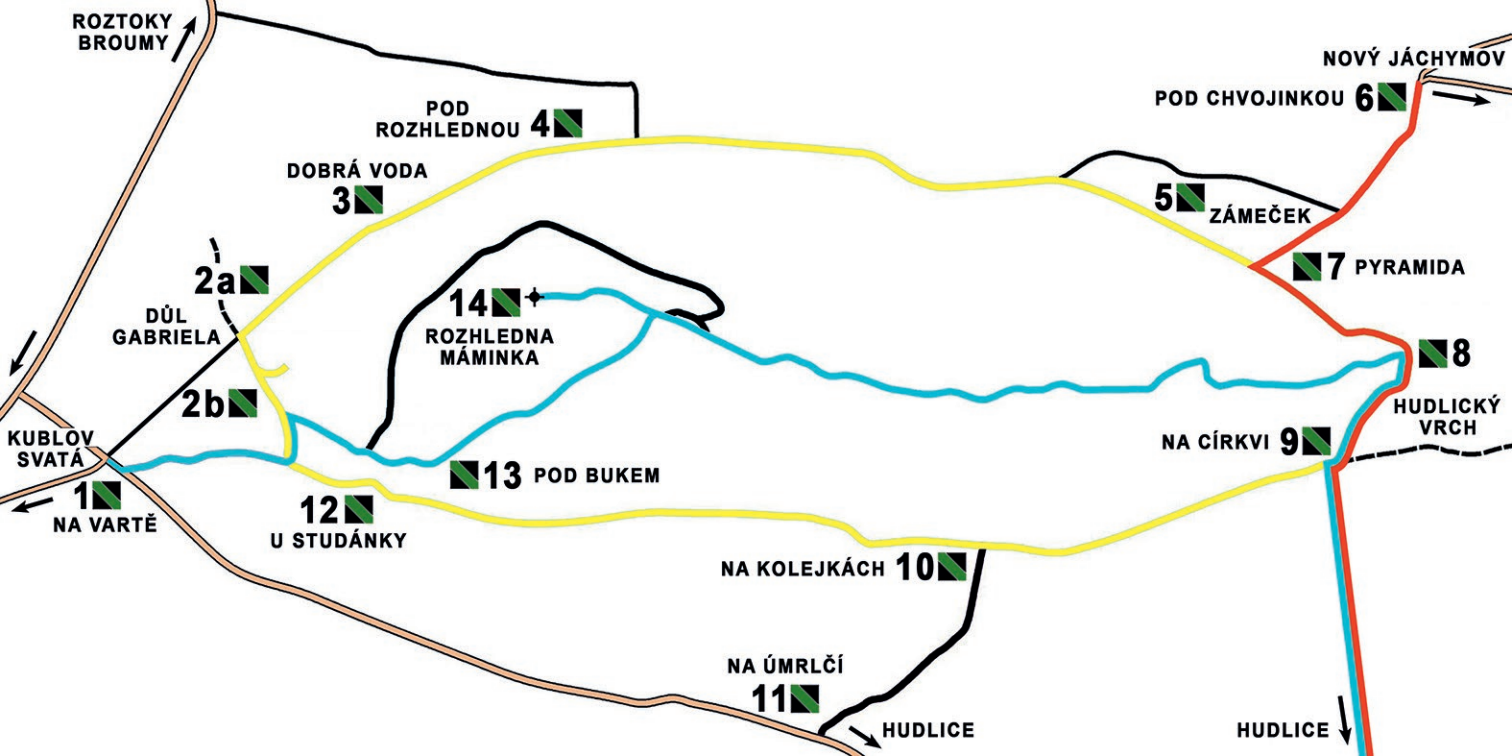 ROZTOKY
BROUMY
NOVÝ JÁCHYMOV
POD CHVOJINKOU 6
POD
ROZHLEDNOU 4
DOBRÁ VODA
3
5
ZÁMEČEK
7 PYRAMIDA
2a
DŮL
GABRIELA
14
ROZHLEDNA
MÁMINKA
8
2b
HUDLICKÝ
VRCH
KUBLOV
SVATÁ
NA CÍRKVI 9
1
NA VARTĚ
13 POD BUKEM
12
U STUDÁNKY
NA KOLEJKÁCH 10
NA ÚMRLČÍ
11
HUDLICE
HUDLICE